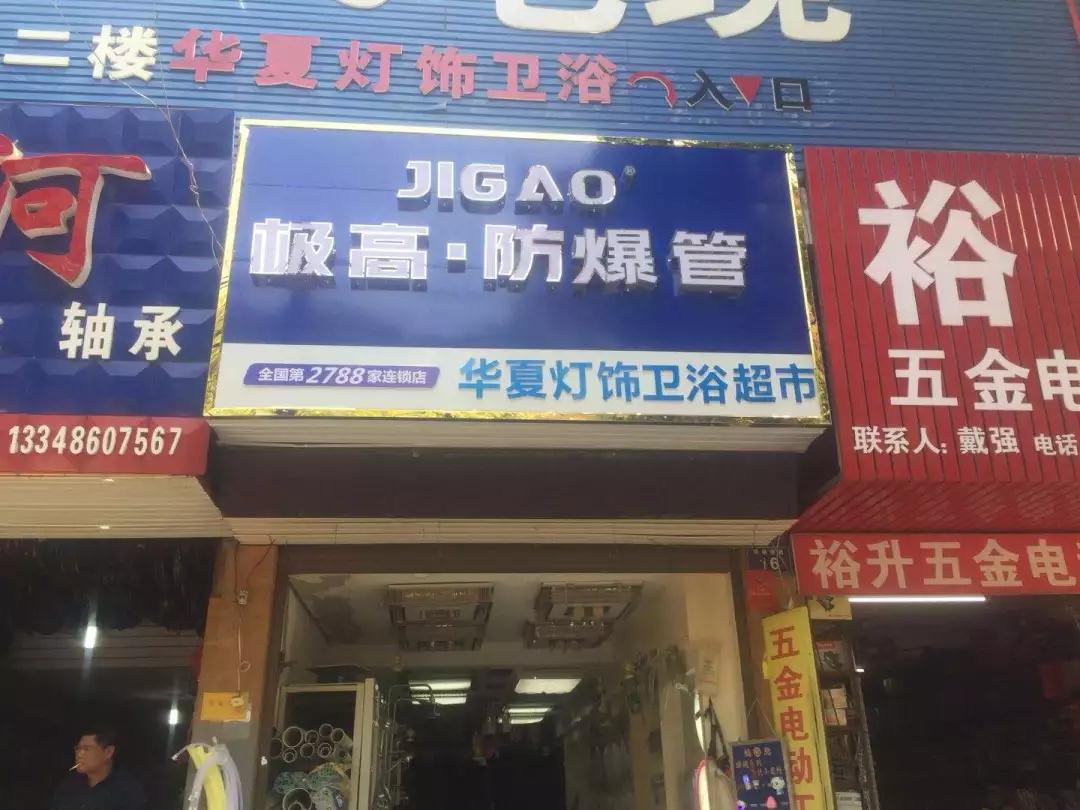 二楼华夏灯饰卫浴入口
JIGAO®
极高·防爆管
全国第2788家连锁店
华夏灯饰卫浴超市
河
轴承
13348607567
裕
五金电
联系人:戴强 电话
裕升五金电
16
五金电动工